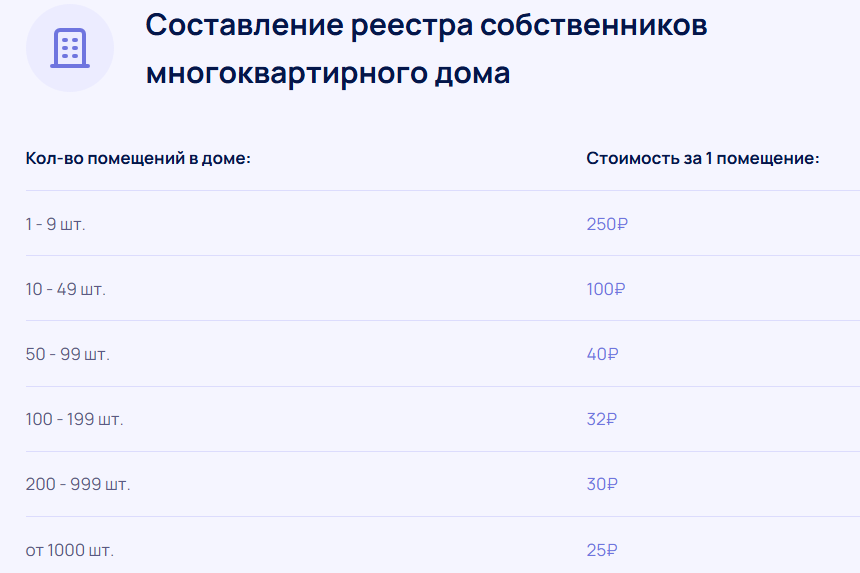 Составление реестра собственников
многоквартирного дома
Кол-во помещений в доме: Стоимость за 1 помещение:
1 - 9 шт. 250₽
10 - 49 шт. 100₽
50 - 99 шт. 40₽
100 - 199 шт. 32₽
200 - 999 шт. 30₽
от 1000 шт. 25₽